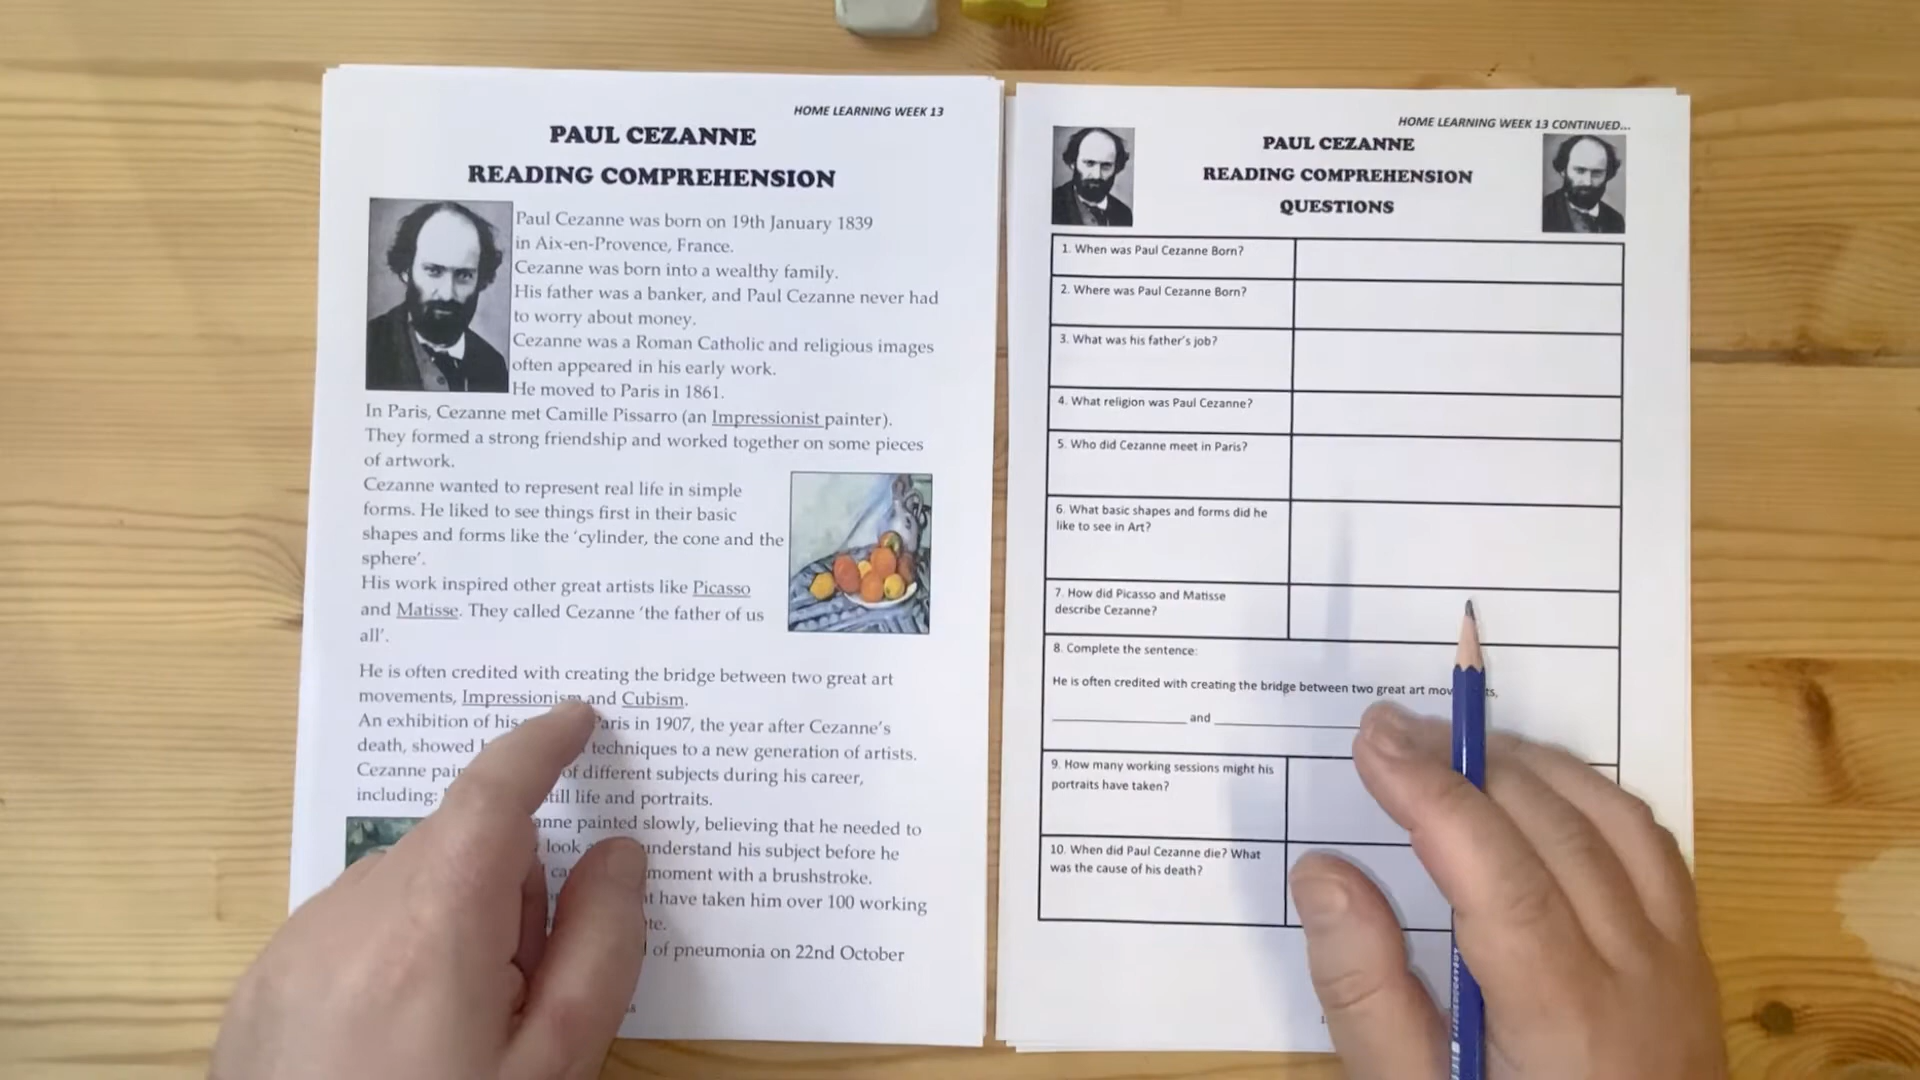 HOME LEARNING WEEK 13
PAUL CEZANNE
READING COMPREHENSION
Paul Cezanne was born on 19th January 1839
in Aix-en-Provence, France.
Cezanne was born into a wealthy family.
His father was a banker, and Paul Cezanne never had
to worry about money.
Cezanne was a Roman Catholic and religious images
often appeared in his early work.
He moved to Paris in 1861.
In Paris, Cezanne met Camille Pissarro (an Impressionist painter).
They formed a strong friendship and worked together on some pieces
of artwork.
Cezanne wanted to represent real life in simple
forms. He liked to see things first in their basic
shapes and forms like the 'cylinder, the cone and the
sphere'.
His work inspired other great artists like Picasso
and Matisse. They called Cezanne 'the father of us
all'.
He is often credited with creating the bridge between two great art
movements, Impressionism and Cubism.
An exhibition of his Paris in 1907, the year after Cezanne's
death, showed techniques to a new generation of artists.
Cezanne of different subjects during his career,
including: still life and portraits.
painted slowly, believing that he needed to
look understand his subject before he
moment with a brushstroke.
have taken him over 100 working
of pneumonia on 22nd October
HOME LEARNING WEEK 13 CONTINUED...
PAUL CEZANNE
READING COMPREHENSION
QUESTIONS
1. When was Paul Cezanne Born?
2. Where was Paul Cezanne Born?
3. What was his father's job?
4. What religion was Paul Cezanne?
5. Who did Cezanne meet in Paris?
6. What basic shapes and forms did he
like to see in Art?
7. How did Picasso and Matisse
describe Cezanne?
8. Complete the sentence:
He is often credited with creating the bridge between two great art
and
9. How many working sessions might his
portraits have taken?
10. When did Paul Cezanne die? What
was the cause of his death?